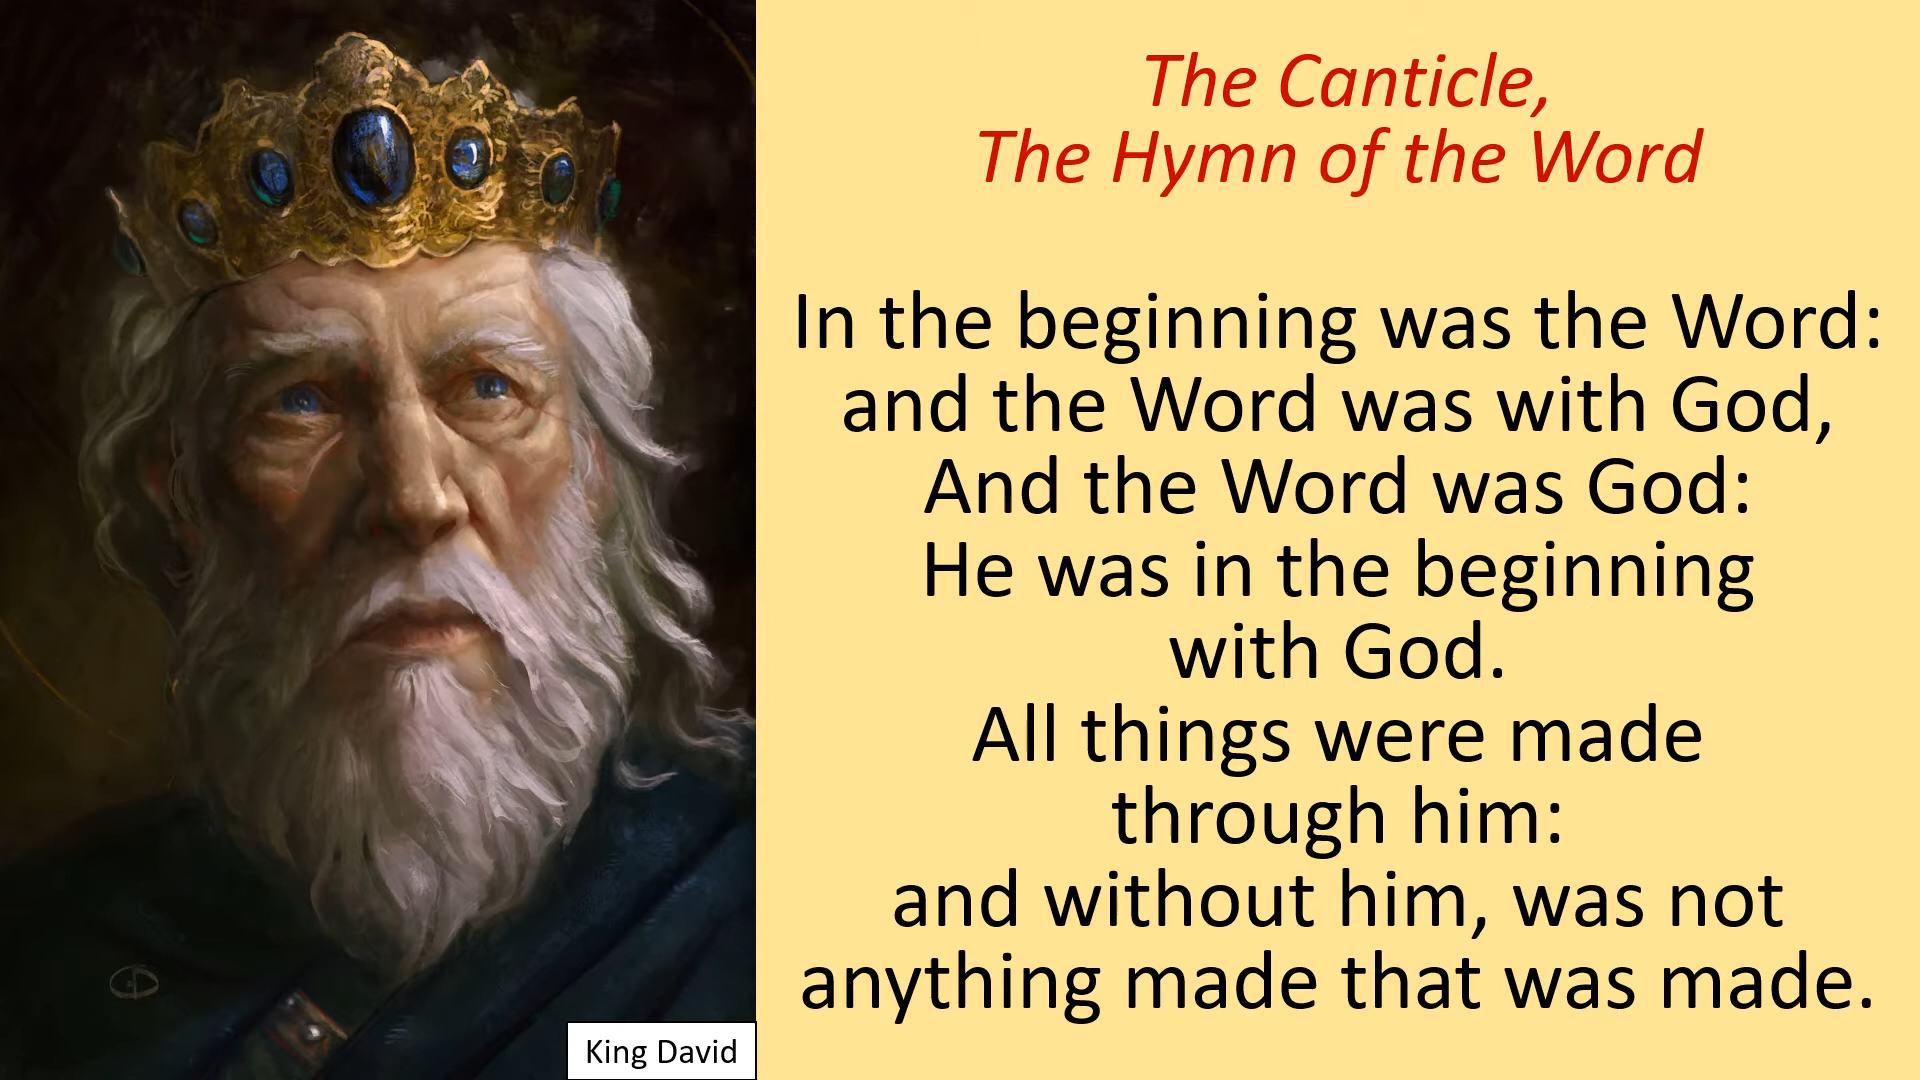 The Canticle,
The Hymn of the Word
In the beginning was the Word:
and the Word was with God,
And the Word was God:
He was in the beginning
with God.
All things were made
through him:
and without him, was not
anything made that was made.
King David